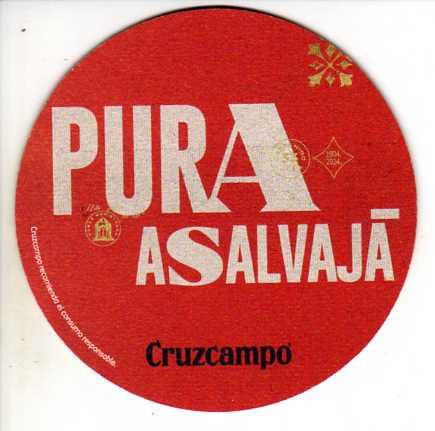 PURA
1904
2024
ASALVAJĀ
Cruzcampo
Cruzcampo recomienda el consumo responsable.